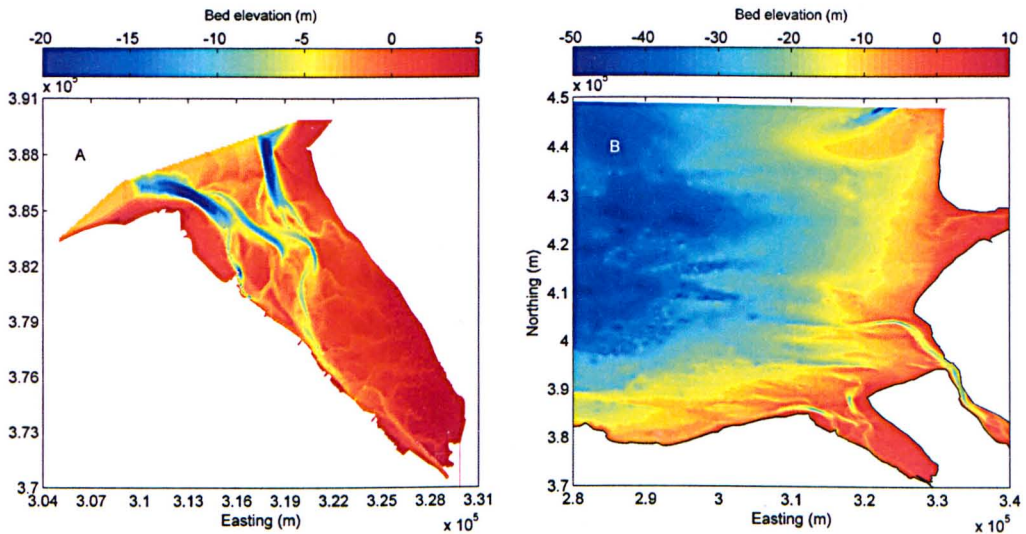 Bed elevation (m)
-20 -15 -10 -5 0 5
× 10⁵
3.91
3.88
3.85
3.82
3.79
3.76
3.73
3.7
A
3.04 3.07 3.1 3.13 3.16 3.19 3.22 3.25 3.28 3.31
Easting (m)
× 10⁵
Bed elevation (m)
-50 -40 -30 -20 -10 0 10
× 10⁵
4.5
4.4
4.3
4.2
4.1
4
3.9
3.8
3.7
Northing (m)
B
2.8 2.9 3 3.1 3.2 3.3 3.4
Easting (m)
× 10⁵